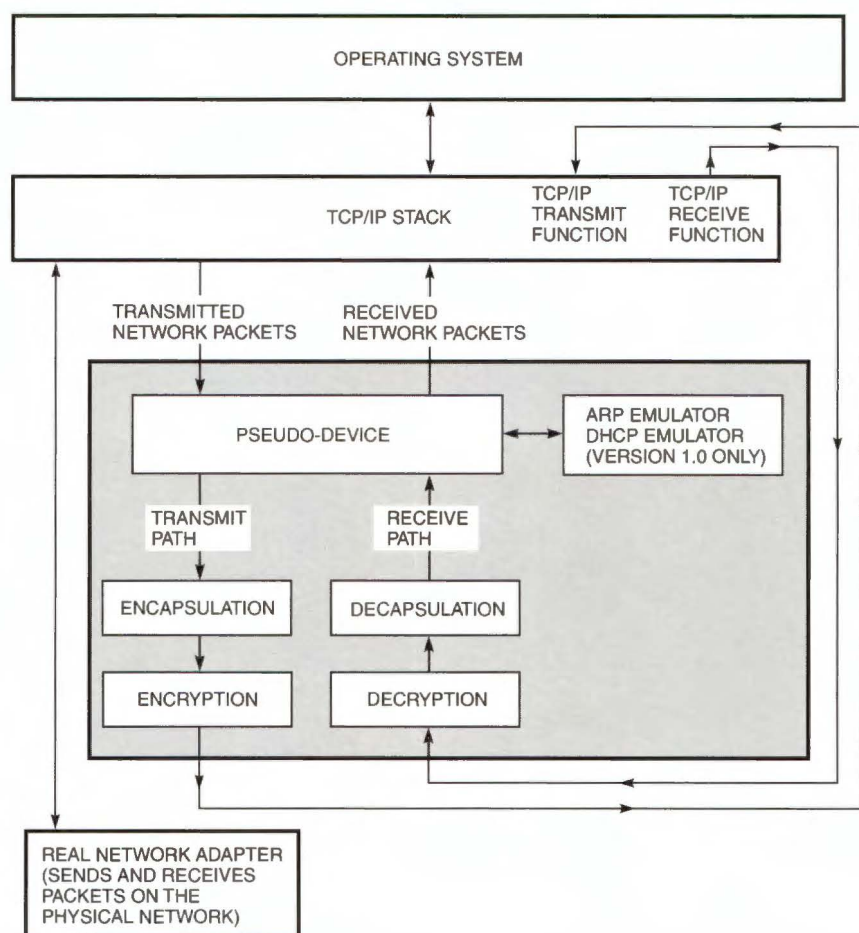 OPERATING SYSTEM
TCP/IP STACK
TCP/IP
TRANSMIT
FUNCTION
TCP/IP
RECEIVE
FUNCTION
TRANSMITTED
NETWORK PACKETS
RECEIVED
NETWORK PACKETS
PSEUDO-DEVICE
ARP EMULATOR
DHCP EMULATOR
(VERSION 1.0 ONLY)
TRANSMIT
PATH
RECEIVE
PATH
ENCAPSULATION
DECAPSULATION
ENCRYPTION
DECRYPTION
REAL NETWORK ADAPTER
(SENDS AND RECEIVES
PACKETS ON THE
PHYSICAL NETWORK)